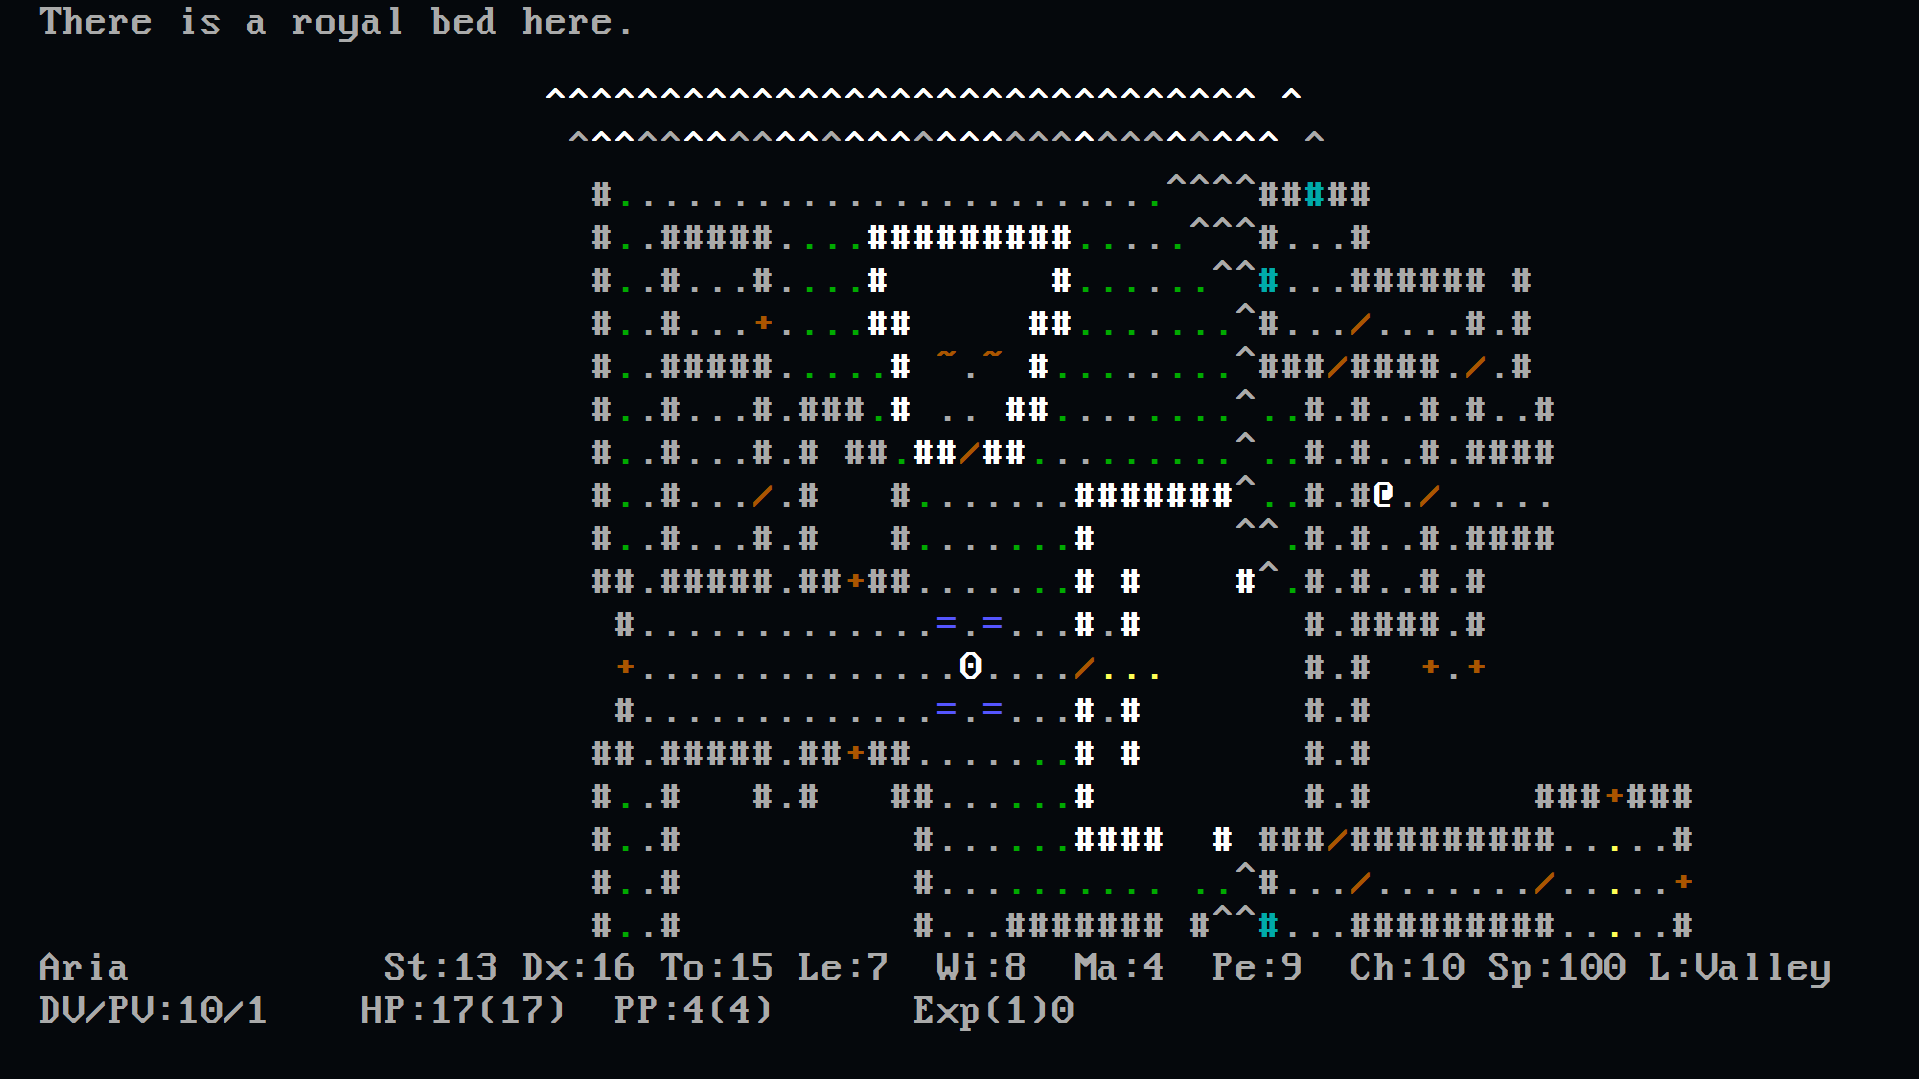 There is a royal bed here.
Aria St:13 Dx:16 To:15 Le:7 Wi:8 Ma:4 Pe:9 Ch:10 Sp:100 L:Valley
DV/PV:10/1 HP:17(17) PP:4(4) Exp(1)0